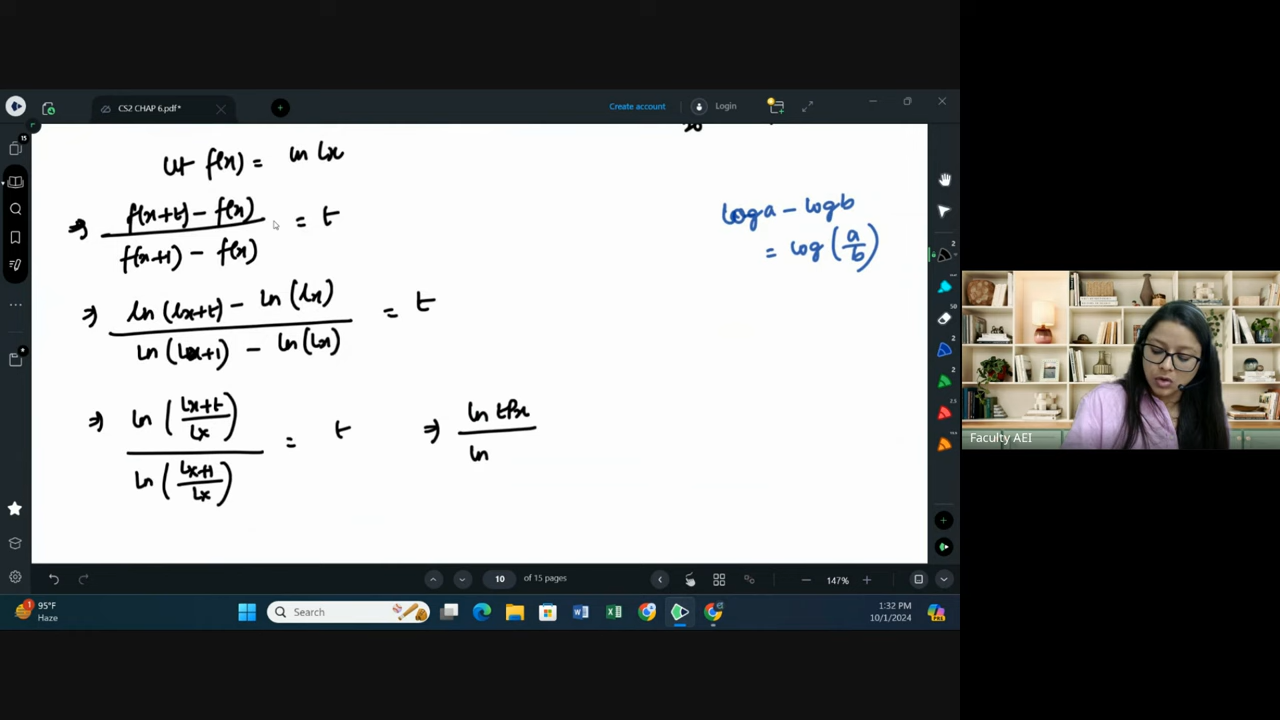 CS2 CHAP 6.pdf*
Create account
Login
let f(x) = ln lx
⇒ f(x+t) − f(x) / f(x+1) − f(x) = t
log a − log b
= log (a/b)
⇒ ln (lx+t) − ln (lx) / ln (lx+1) − ln (lx) = t
⇒ ln (lx+t / lx) / ln (lx+1 / lx) = t ⇒ ln tPx / ln
Faculty AEI
10 of 15 pages
147%
95°F
Haze
Search
1:32 PM
10/1/2024